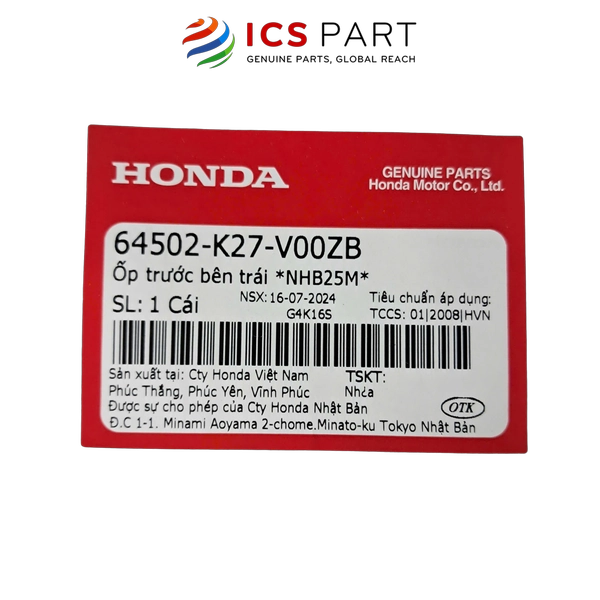 ICS PART
GENUINE PARTS, GLOBAL REACH
HONDA
GENUINE PARTS
Honda Motor Co., Ltd.
64502-K27-V00ZB
Ốp trước bên trái *NHB25M*
SL: 1 Cái
NSX: 16-07-2024
G4K16S
Tiêu chuẩn áp dụng:
TCCS: 01|2008|HVN
Sản xuất tại: Cty Honda Việt Nam
Phúc Thắng, Phúc Yên, Vĩnh Phúc
TSKT:
Nhựa
Được sự cho phép của Cty Honda Nhật Bản
OTK
Đ.C 1-1. Minami Aoyama 2-chome.Minato-ku Tokyo Nhật Bản